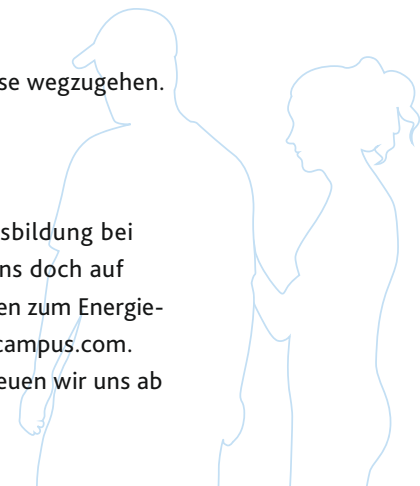 se wegzugehen.
sbildung bei
ns doch auf
en zum Energie-
campus.com.
euen wir uns ab